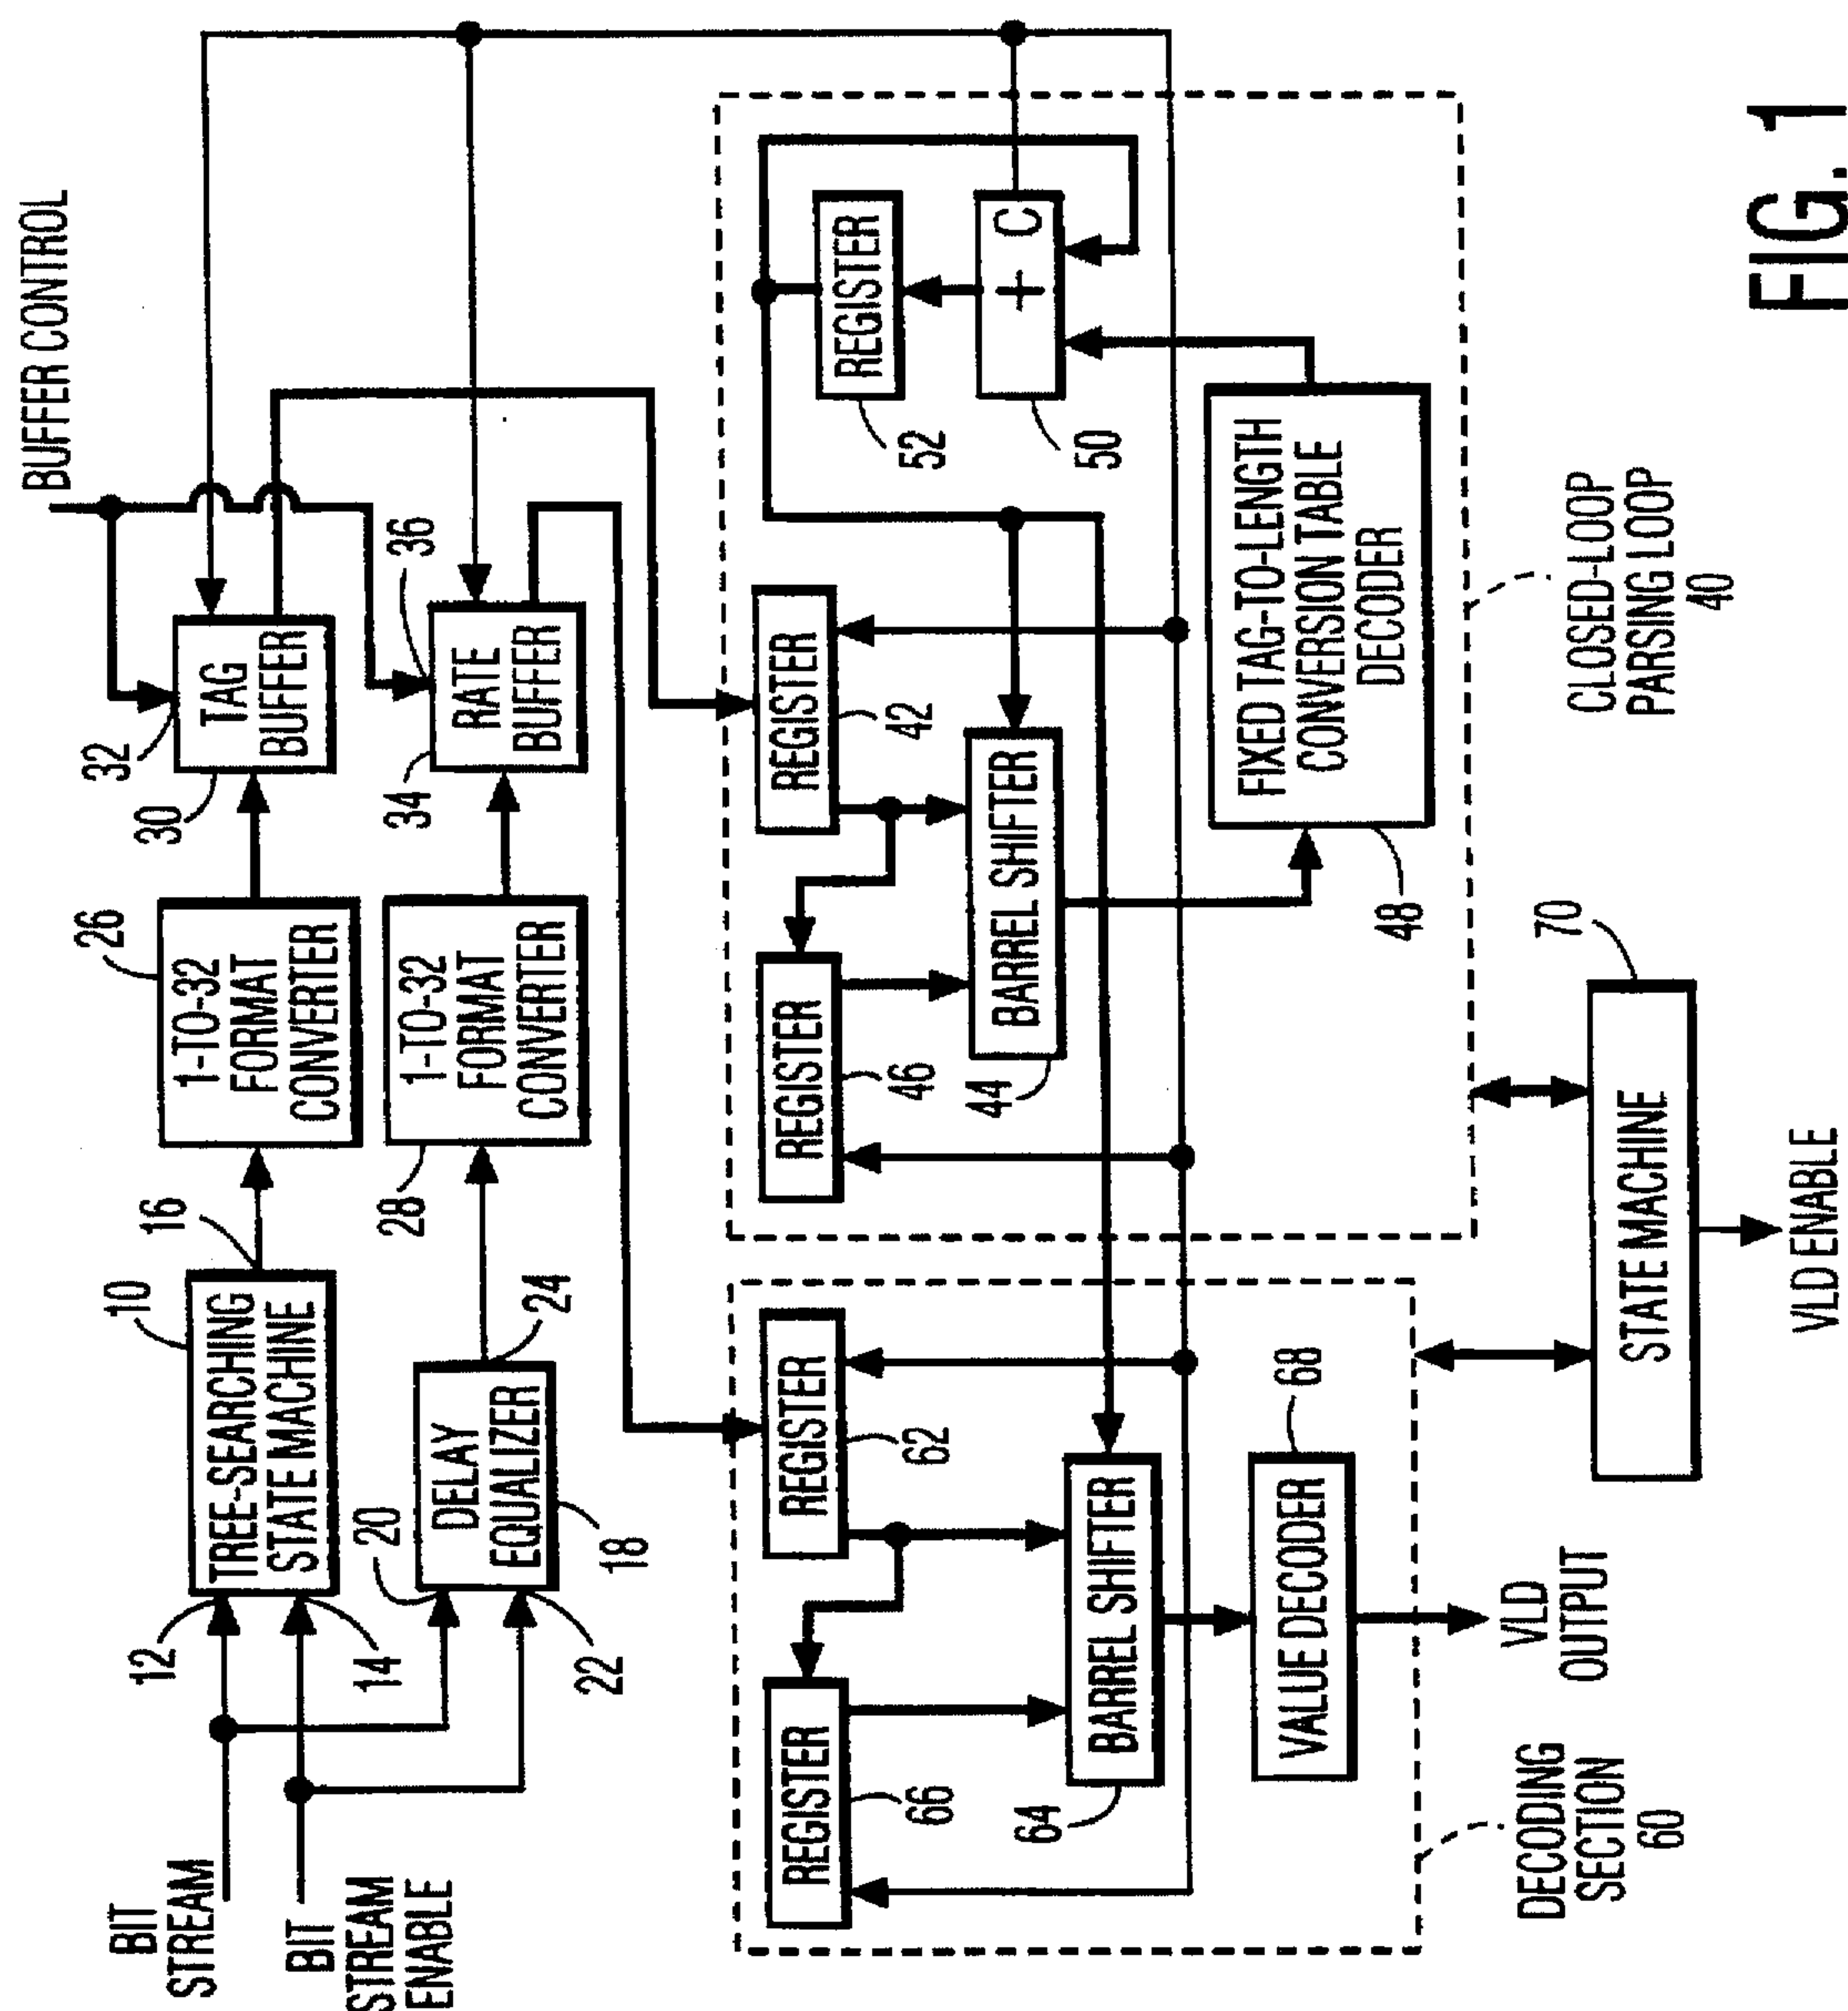 BUFFER CONTROL
BIT
STREAM
BIT
STREAM
ENABLE
12
14
10
TREE-SEARCHING
STATE MACHINE
16
20
22
DELAY
EQUALIZER
18
24
26
1-TO-32
FORMAT
CONVERTER
28
1-TO-32
FORMAT
CONVERTER
30
32
TAG
BUFFER
34
36
RATE
BUFFER
REGISTER
66
REGISTER
62
64
BARREL SHIFTER
VALUE DECODER
68
VLD
OUTPUT
DECODING
SECTION
60
REGISTER
46
REGISTER
42
44
BARREL SHIFTER
REGISTER
52
+ C
50
FIXED TAG-TO-LENGTH
CONVERSION TABLE
DECODER
48
CLOSED-LOOP
PARSING LOOP
40
STATE MACHINE
70
VLD ENABLE
FIG. 1